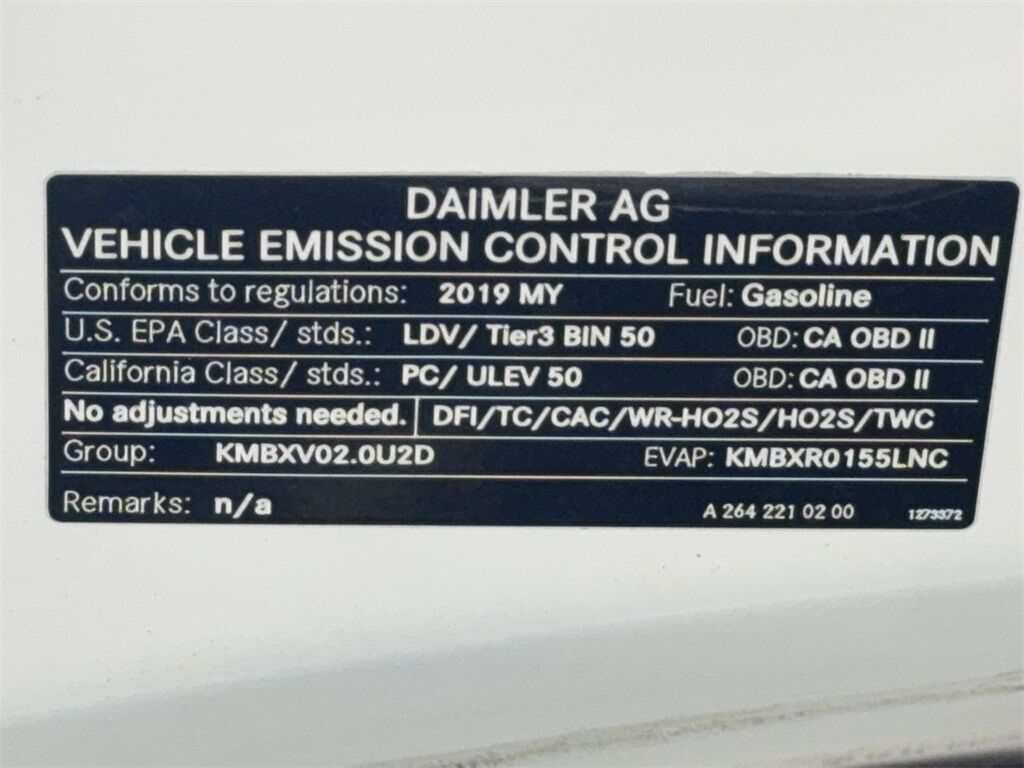 DAIMLER AG
VEHICLE EMISSION CONTROL INFORMATION
Conforms to regulations: 2019 MY Fuel: Gasoline
U.S. EPA Class/ stds.: LDV/ Tier3 BIN 50 OBD: CA OBD II
California Class/ stds.: PC/ ULEV 50 OBD: CA OBD II
No adjustments needed. DFI/TC/CAC/WR-HO2S/HO2S/TWC
Group: KMBXV02.0U2D EVAP: KMBXR0155LNC
Remarks: n/a A 264 221 02 00 1273372